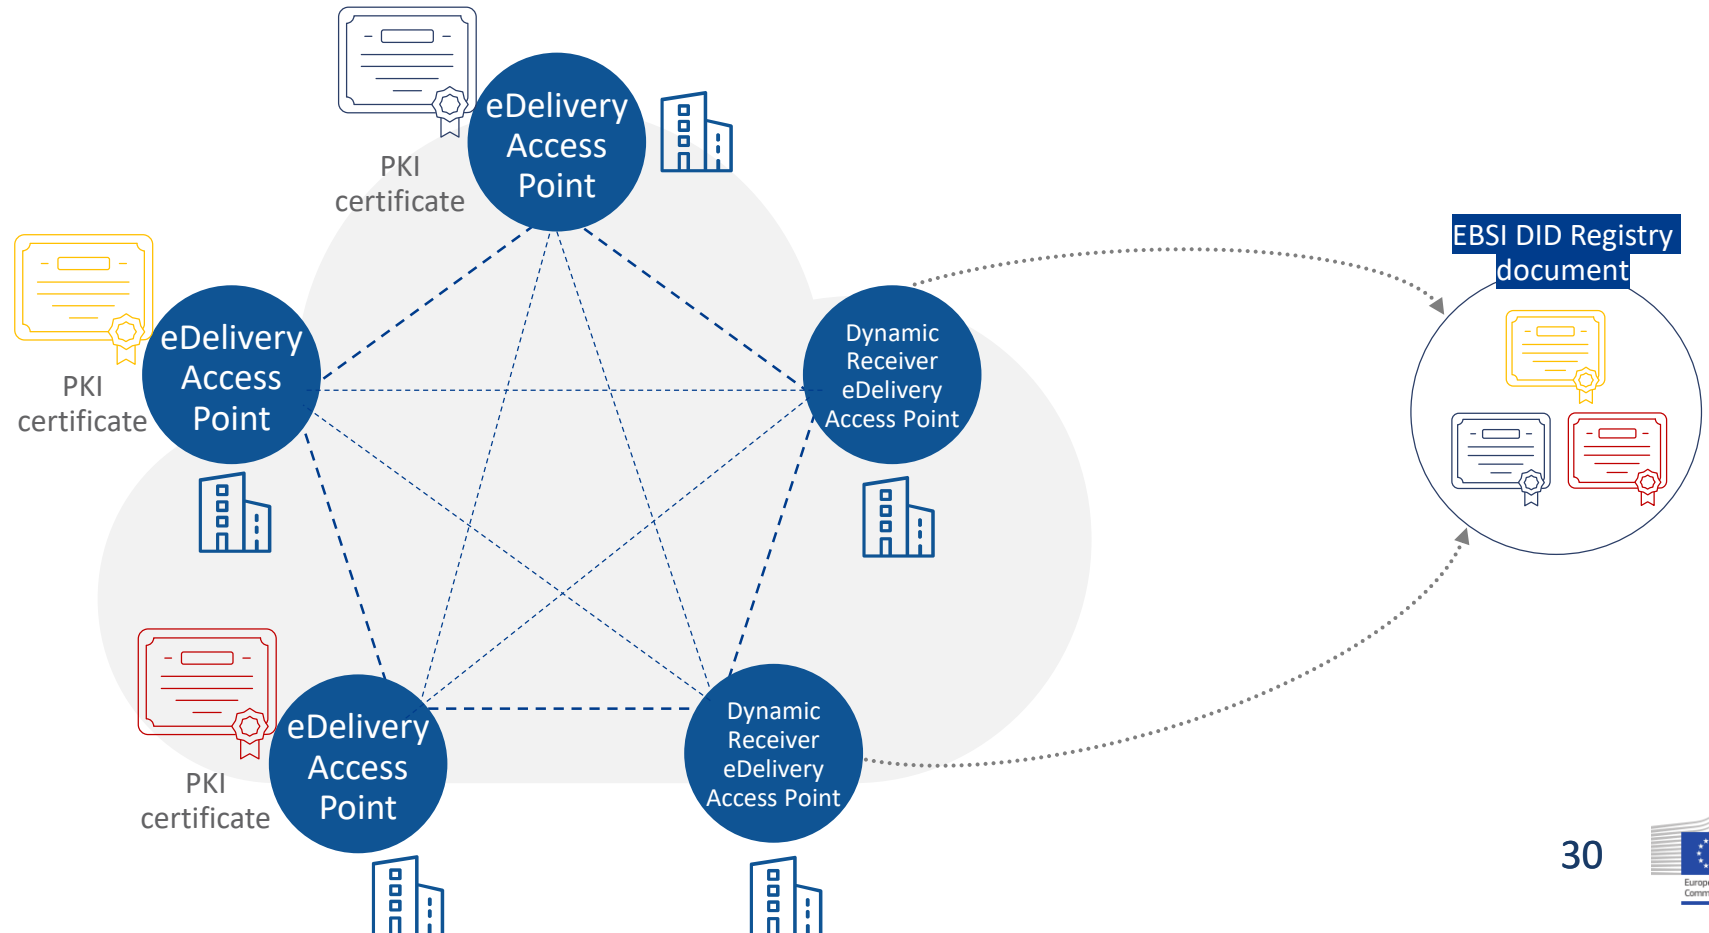 eDelivery
Access
Point
PKI
certificate
EBSI DID Registry
document
eDelivery
Access
Point
PKI
certificate
Dynamic
Receiver
eDelivery
Access Point
eDelivery
Access
Point
PKI
certificate
Dynamic
Receiver
eDelivery
Access Point
30